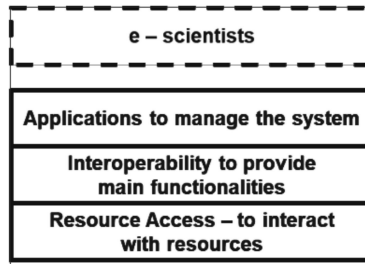 e – scientists
Applications to manage the system
Interoperability to provide
main functionalities
Resource Access – to interact
with resources